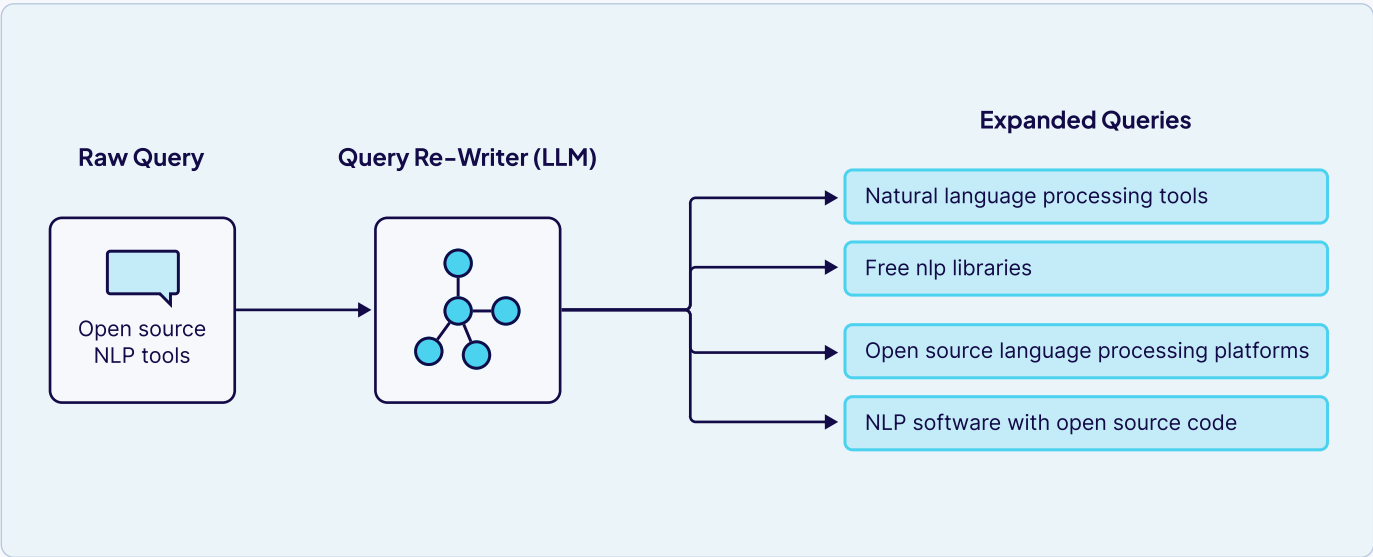 Raw Query
Open source
NLP tools
Query Re-Writer (LLM)
Expanded Queries
Natural language processing tools
Free nlp libraries
Open source language processing platforms
NLP software with open source code